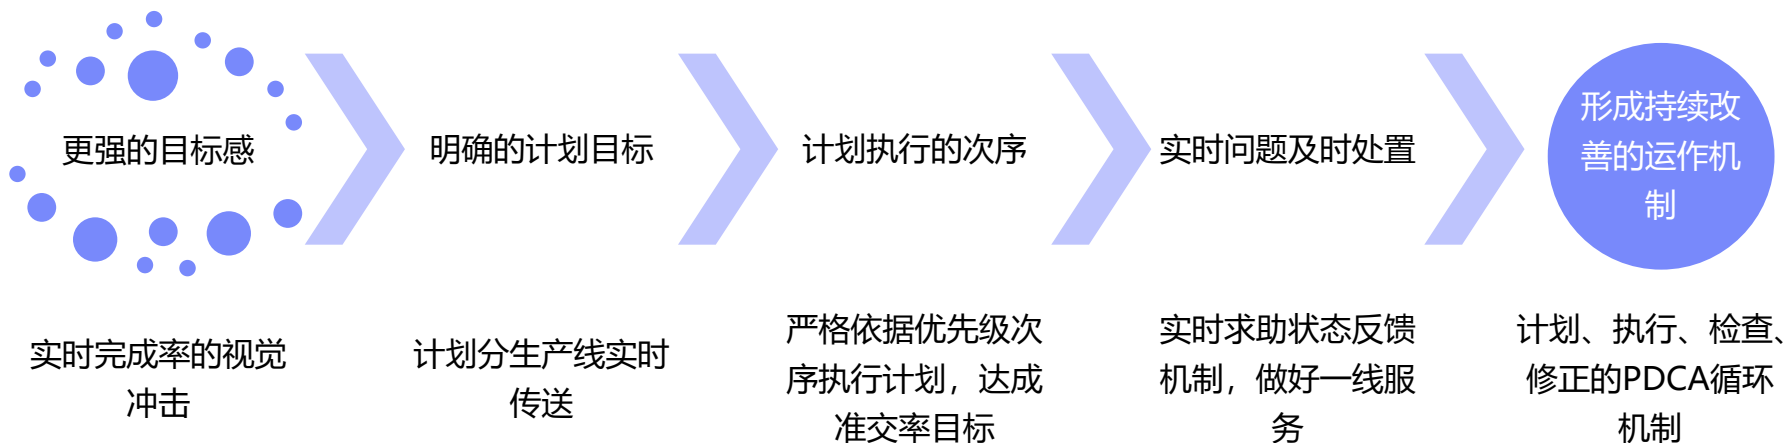 更强的目标感
明确的计划目标
计划执行的次序
实时问题及时处置
形成持续改
善的运作机
制
实时完成率的视觉
冲击
计划分生产线实时
传送
严格依据优先级次
序执行计划，达成
准交率目标
实时求助状态反馈
机制，做好一线服
务
计划、执行、检查、
修正的PDCA循环
机制